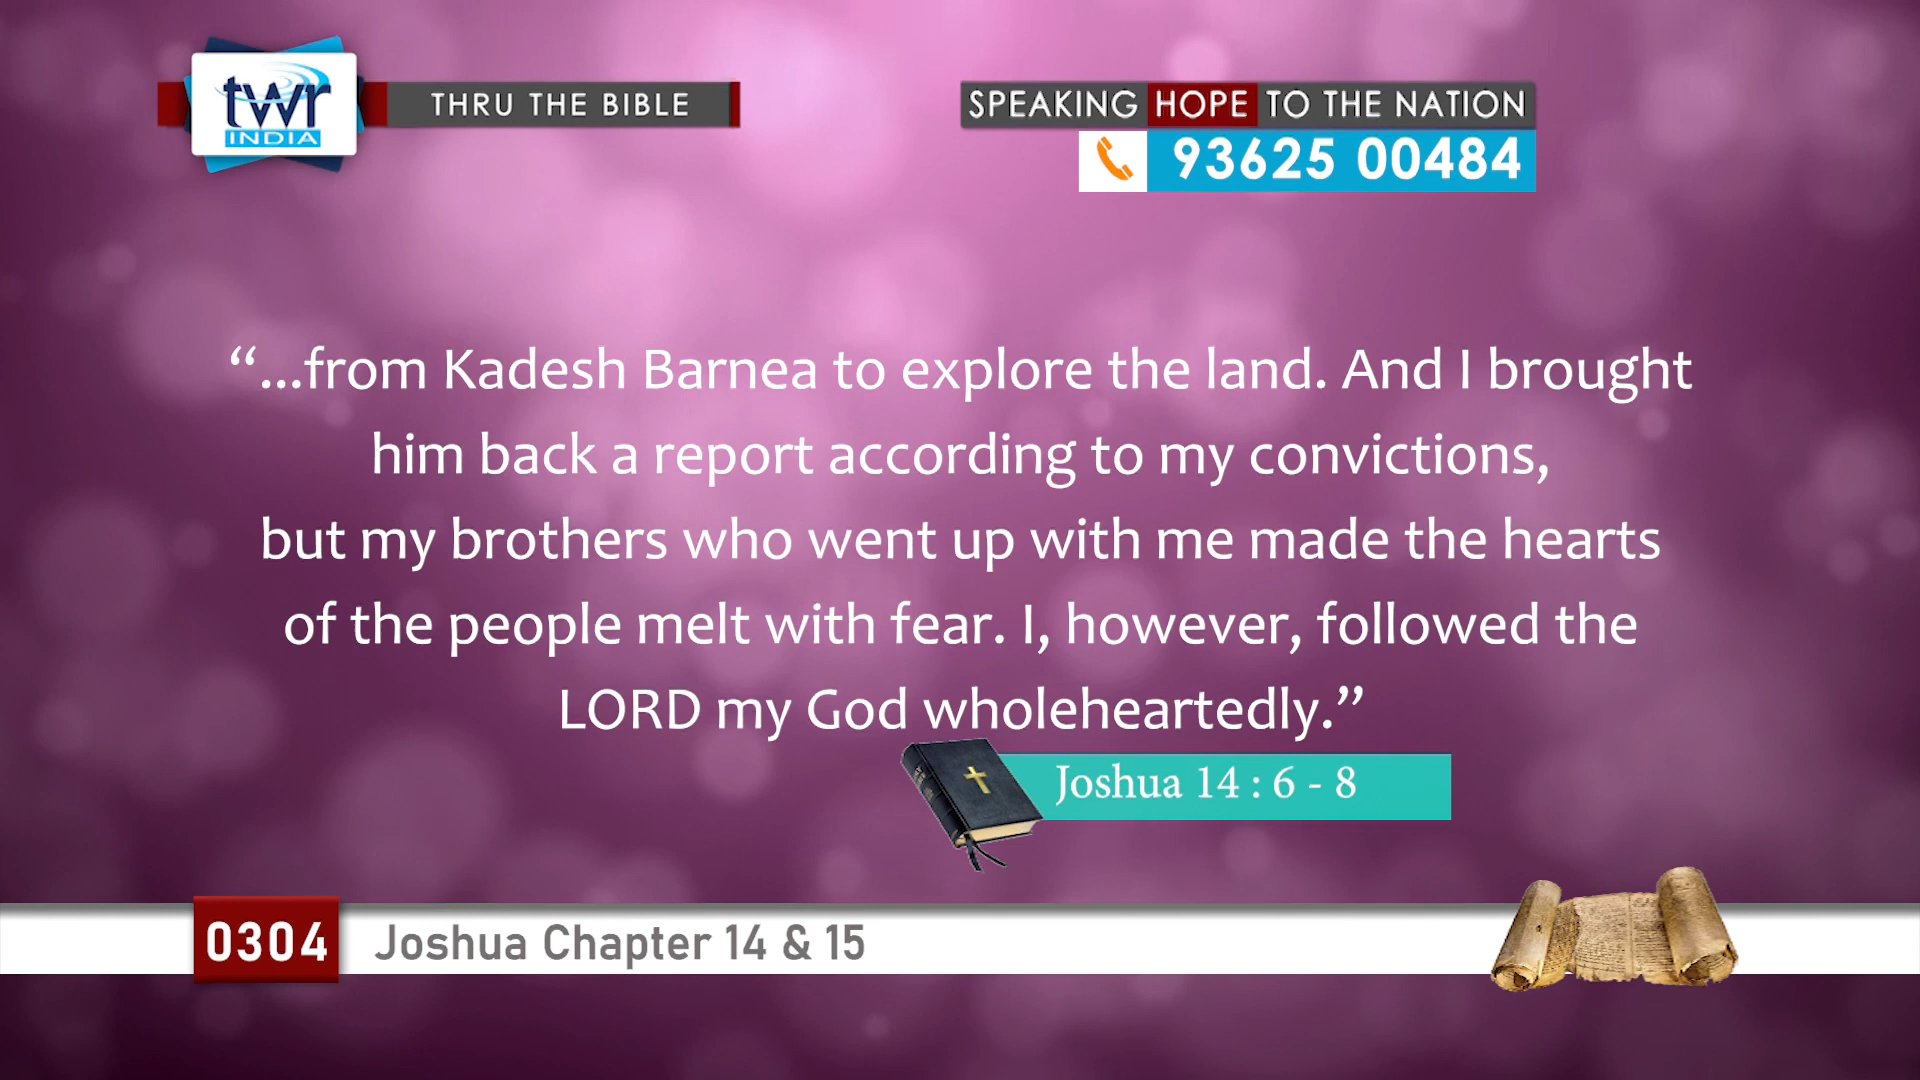 twr
INDIA
THRU THE BIBLE
SPEAKING HOPE TO THE NATION
93625 00484
“...from Kadesh Barnea to explore the land. And I brought
him back a report according to my convictions,
but my brothers who went up with me made the hearts
of the people melt with fear. I, however, followed the
LORD my God wholeheartedly.”
Joshua 14 : 6 - 8
0304
Joshua Chapter 14 & 15